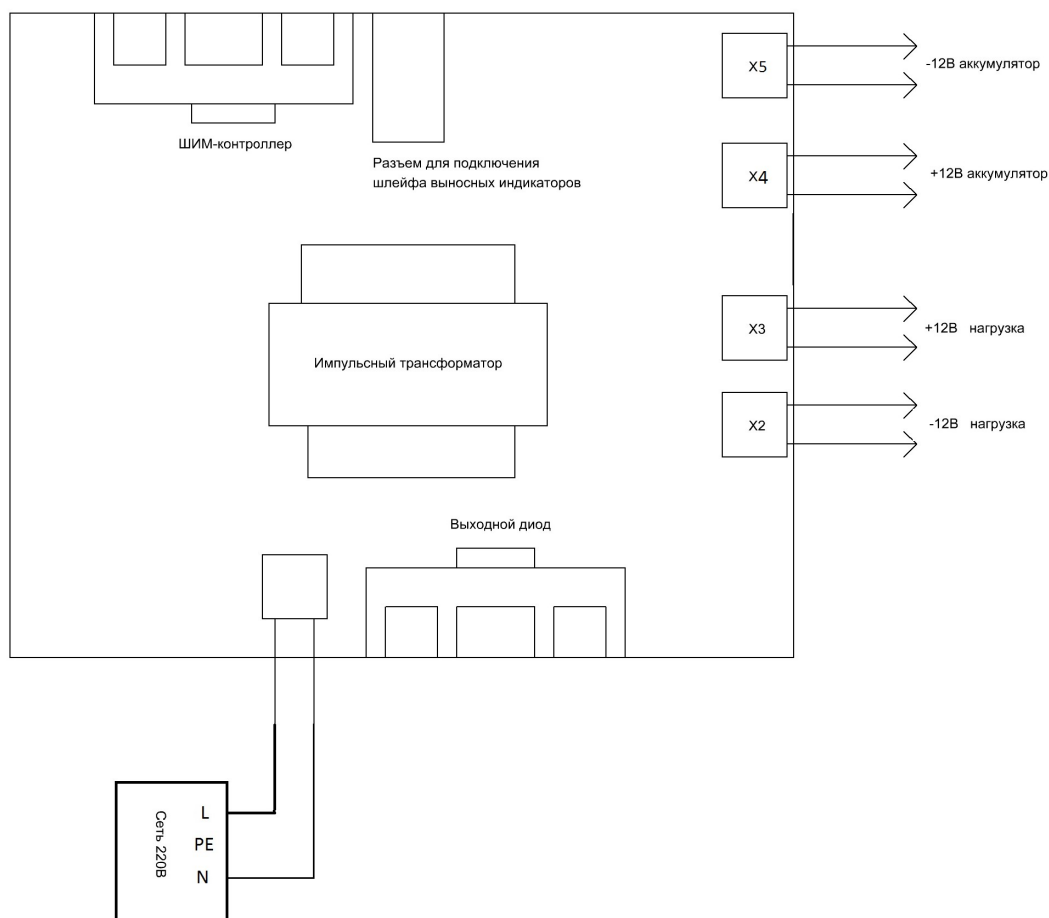 ШИМ-контроллер
Разъем для подключения
шлейфа выносных индикаторов
X5
-12В аккумулятор
X4
+12В аккумулятор
Импульсный трансформатор
X3
+12В нагрузка
X2
-12В нагрузка
Выходной диод
Сеть 220В
L
PE
N